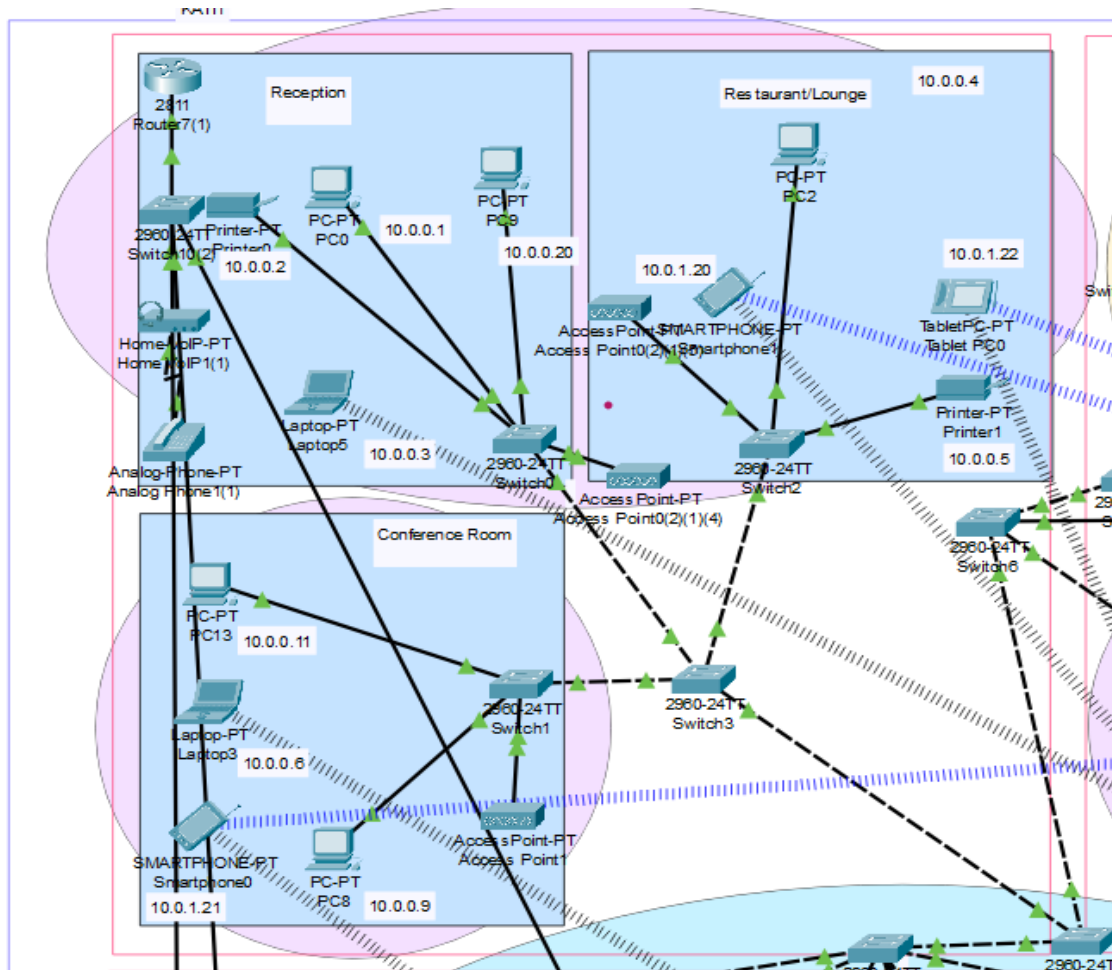 Reception
2811
Router7(1)
2960-24TT
Switch10(2)
Printer-PT
Printer0
10.0.0.2
PC-PT
PC0
10.0.0.1
PC-PT
PC9
10.0.0.20
Home-VoIP-PT
Home VoIP1(1)
Laptop-PT
Laptop5
10.0.0.3
Analog-Phone-PT
Analog Phone1(1)
2960-24TT
Switch0
AccessPoint-PT
Access Point0(2)(1)(4)
Restaurant/Lounge
10.0.0.4
PC-PT
PC2
10.0.1.20
SMARTPHONE-PT
Smartphone1
10.0.1.22
TabletPC-PT
Tablet PC0
Printer-PT
Printer1
10.0.0.5
2960-24TT
Switch2
2960-24TT
Switch6
Conference Room
PC-PT
PC13
10.0.0.11
Laptop-PT
Laptop3
10.0.0.6
SMARTPHONE-PT
Smartphone0
10.0.1.21
PC-PT
PC8
10.0.0.9
2960-24TT
Switch1
AccessPoint-PT
Access Point1
2960-24TT
Switch3